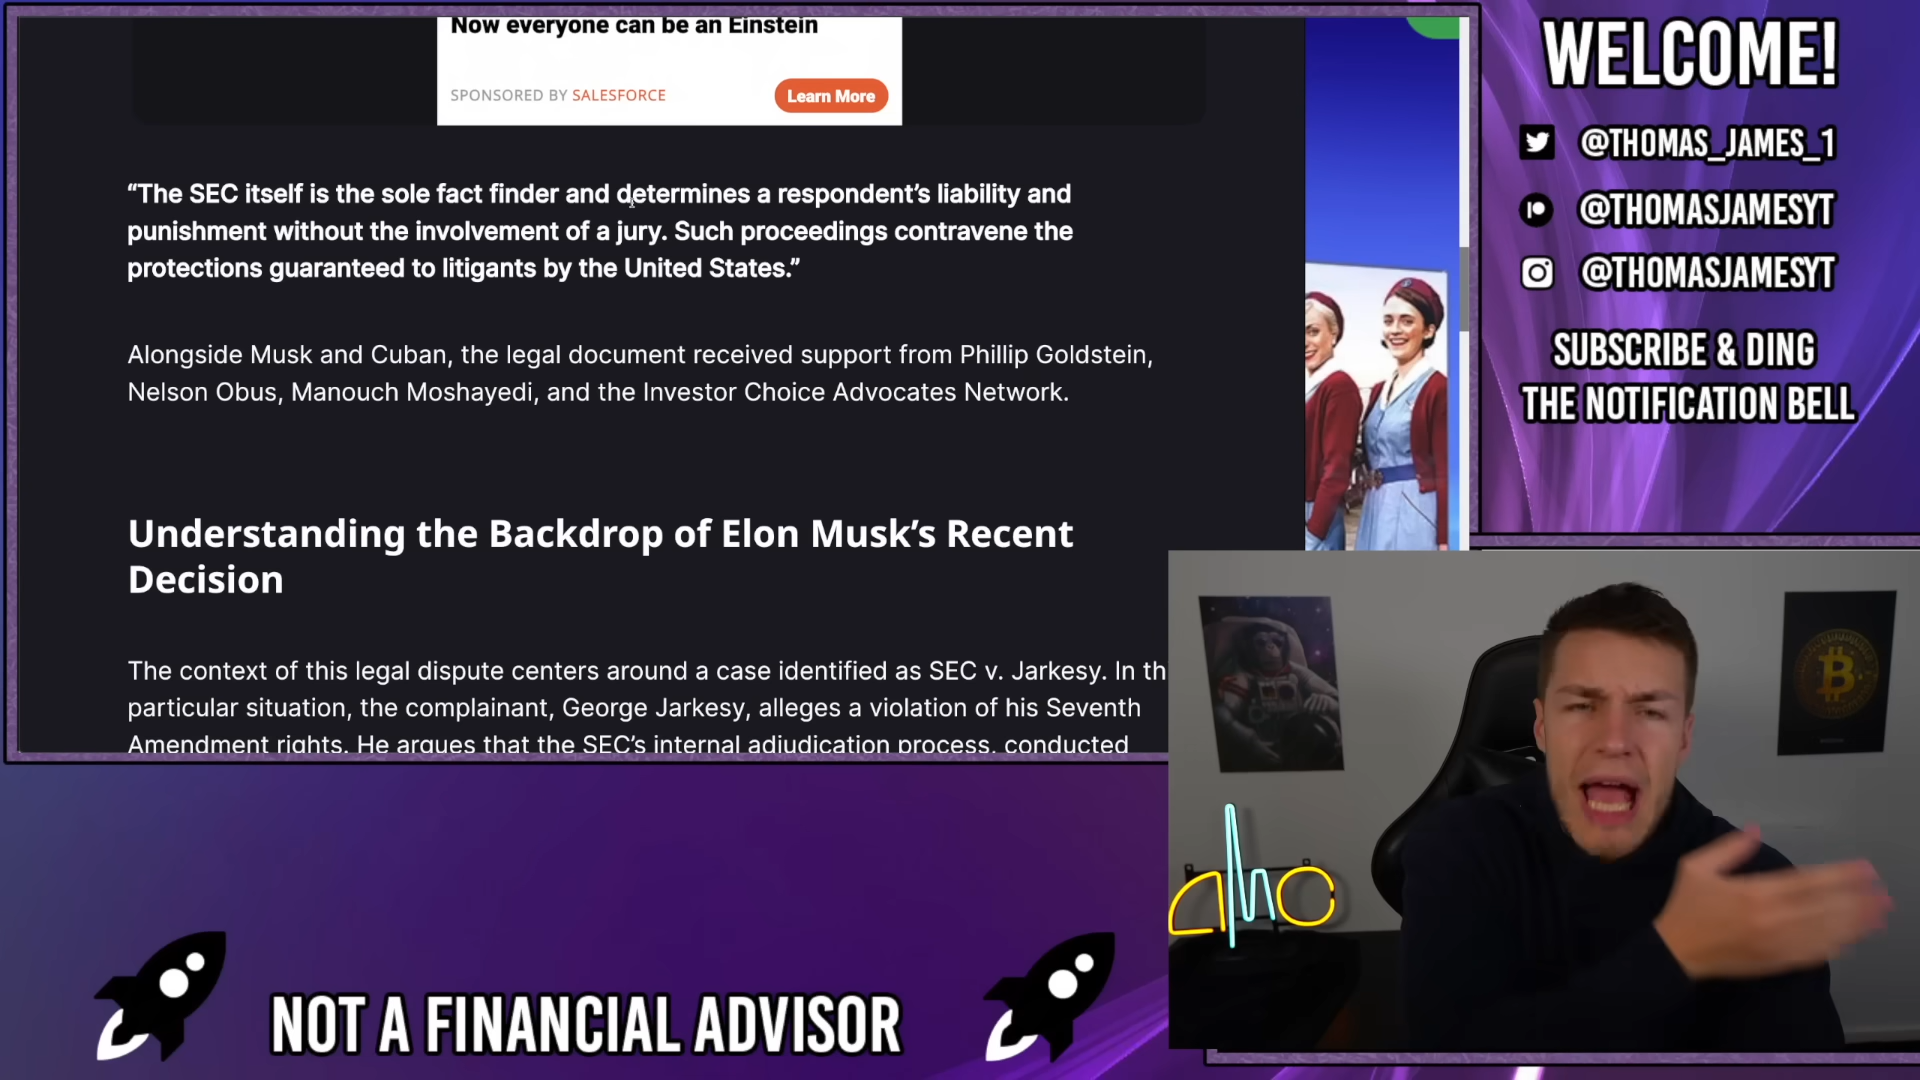 Now everyone can be an Einstein
SPONSORED BY SALESFORCE
Learn More
“The SEC itself is the sole fact finder and determines a respondent’s liability and
punishment without the involvement of a jury. Such proceedings contravene the
protections guaranteed to litigants by the United States.”
Alongside Musk and Cuban, the legal document received support from Phillip Goldstein,
Nelson Obus, Manouch Moshayedi, and the Investor Choice Advocates Network.
Understanding the Backdrop of Elon Musk’s Recent
Decision
The context of this legal dispute centers around a case identified as SEC v. Jarkesy. In th
particular situation, the complainant, George Jarkesy, alleges a violation of his Seventh
Amendment rights. He argues that the SEC’s internal adjudication process, conducted
WELCOME!
@THOMAS_JAMES_1
@THOMASJAMESYT
@THOMASJAMESYT
SUBSCRIBE & DING
THE NOTIFICATION BELL
NOT A FINANCIAL ADVISOR